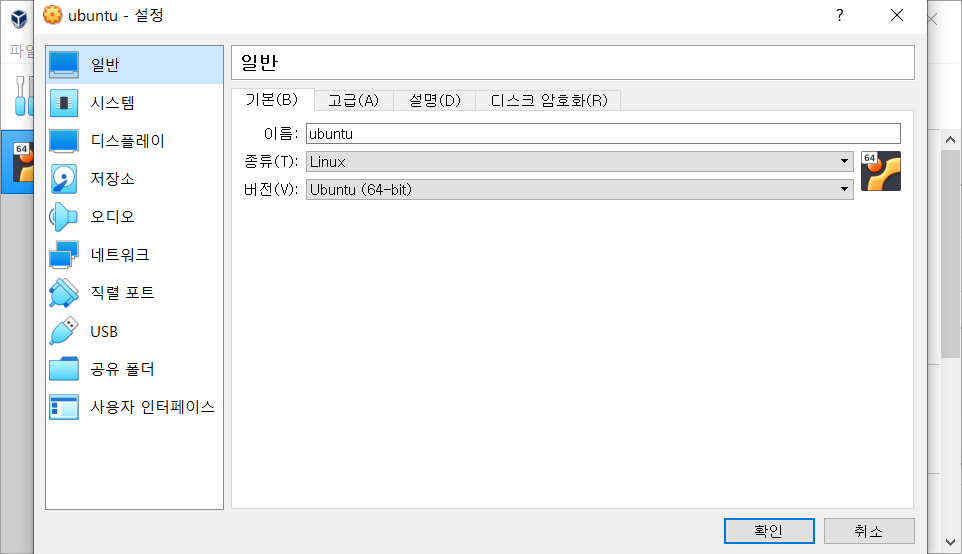 ubuntu - 설정
?
파일
64
일반
시스템
디스플레이
저장소
오디오
네트워크
직렬 포트
USB
공유 폴더
사용자 인터페이스
일반
기본(B)
고급(A)
설명(D)
디스크 암호화(R)
이름: ubuntu
종류(T): Linux
64
버전(V): Ubuntu (64-bit)
확인
취소